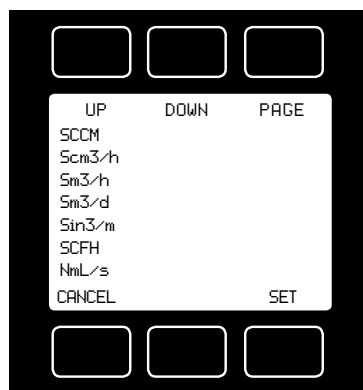 UP DOWN PAGE
SCCM
Scm3/h
Sm3/h
Sm3/d
Sin3/m
SCFH
NmL/s
CANCEL SET